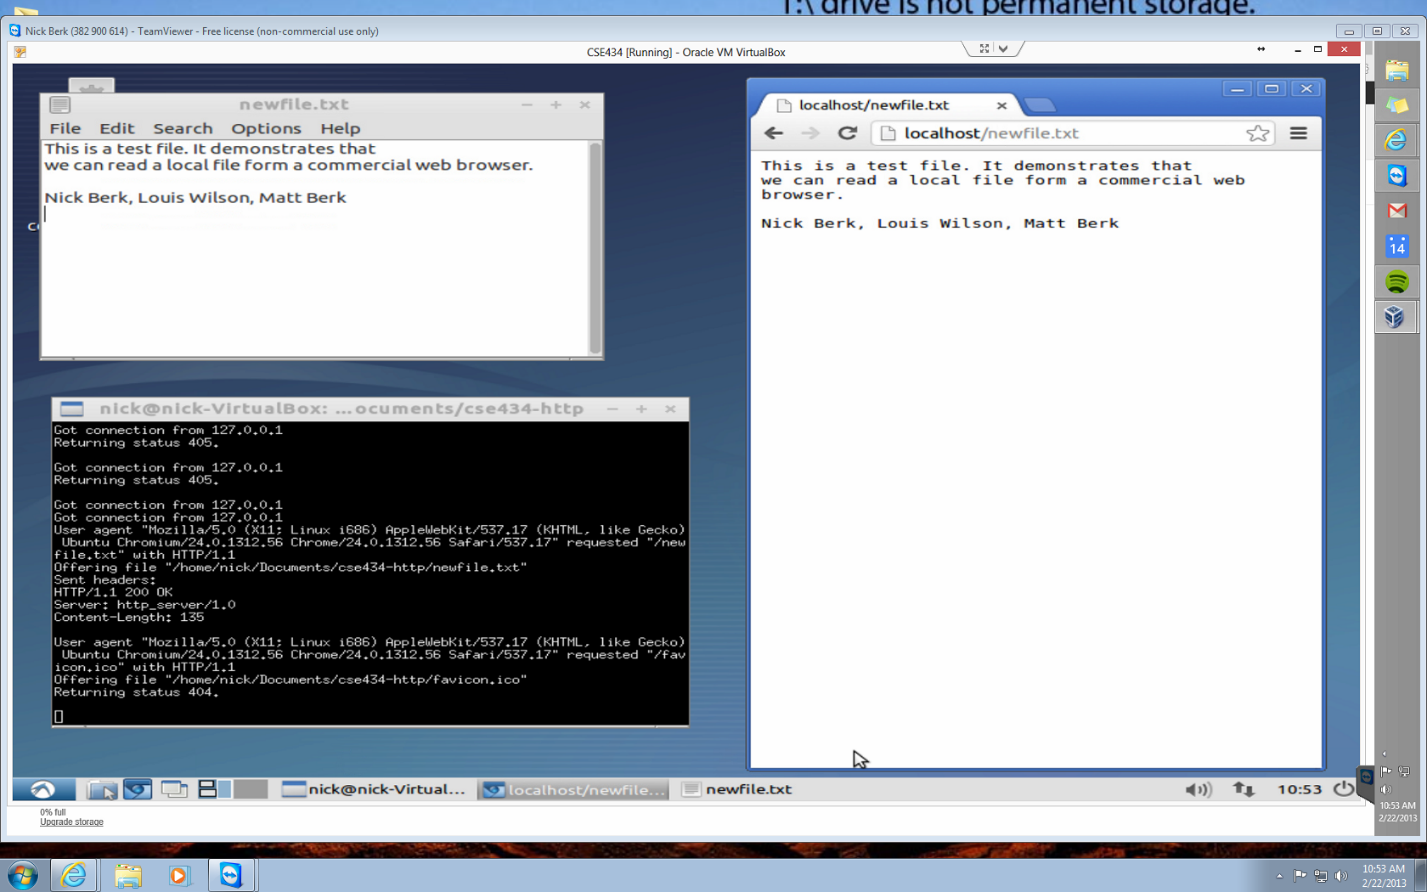 T:\ drive is not permanent storage.
Nick Berk (382 900 614) - TeamViewer - Free license (non-commercial use only)
CSE434 [Running] - Oracle VM VirtualBox
newfile.txt
File Edit Search Options Help
This is a test file. It demonstrates that
we can read a local file form a commercial web browser.
Nick Berk, Louis Wilson, Matt Berk
localhost/newfile.txt
localhost/newfile.txt
This is a test file. It demonstrates that
we can read a local file form a commercial web
browser.
Nick Berk, Louis Wilson, Matt Berk
14
nick@nick-VirtualBox: ...ocuments/cse434-http
Got connection from 127.0.0.1
Returning status 405.
Got connection from 127.0.0.1
Returning status 405.
Got connection from 127.0.0.1
Got connection from 127.0.0.1
User agent "Mozilla/5.0 (X11; Linux i686) AppleWebKit/537.17 (KHTML, like Gecko)
Ubuntu Chromium/24.0.1312.56 Chrome/24.0.1312.56 Safari/537.17" requested "/new
file.txt" with HTTP/1.1
Offering file "/home/nick/Documents/cse434-http/newfile.txt"
Sent headers:
HTTP/1.1 200 OK
Server: http_server/1.0
Content-Length: 135
User agent "Mozilla/5.0 (X11; Linux i686) AppleWebKit/537.17 (KHTML, like Gecko)
Ubuntu Chromium/24.0.1312.56 Chrome/24.0.1312.56 Safari/537.17" requested "/fav
icon.ico" with HTTP/1.1
Offering file "/home/nick/Documents/cse434-http/favicon.ico"
Returning status 404.
nick@nick-Virtual... localhost/newfile... newfile.txt 10:53
10:53 AM
2/22/2013
0% full
Upgrade storage
10:53 AM
2/22/2013